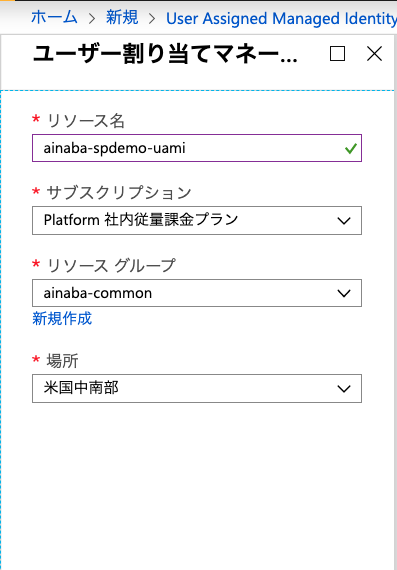 ホーム > 新規 > User Assigned Managed Identity
ユーザー割り当てマネー...
* リソース名
ainaba-spdemo-uami
* サブスクリプション
Platform 社内従量課金プラン
* リソース グループ
ainaba-common
新規作成
* 場所
米国中南部